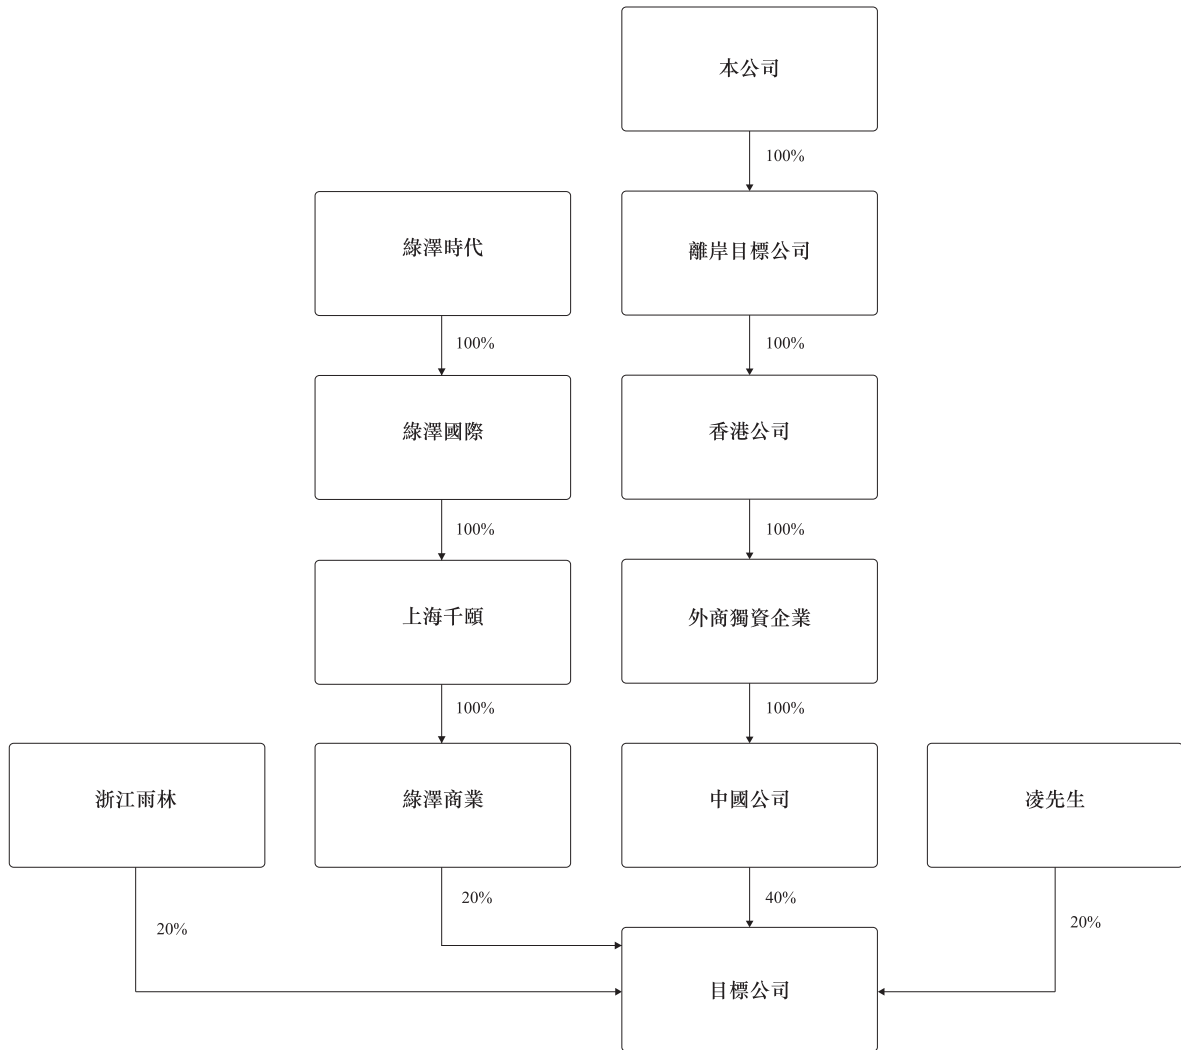 本公司
100%
綠澤時代
離岸目標公司
100%
100%
綠澤國際
香港公司
100%
100%
上海千頤
外商獨資企業
100%
100%
浙江雨林
綠澤商業
中國公司
凌先生
20%
40%
20%
20%
目標公司